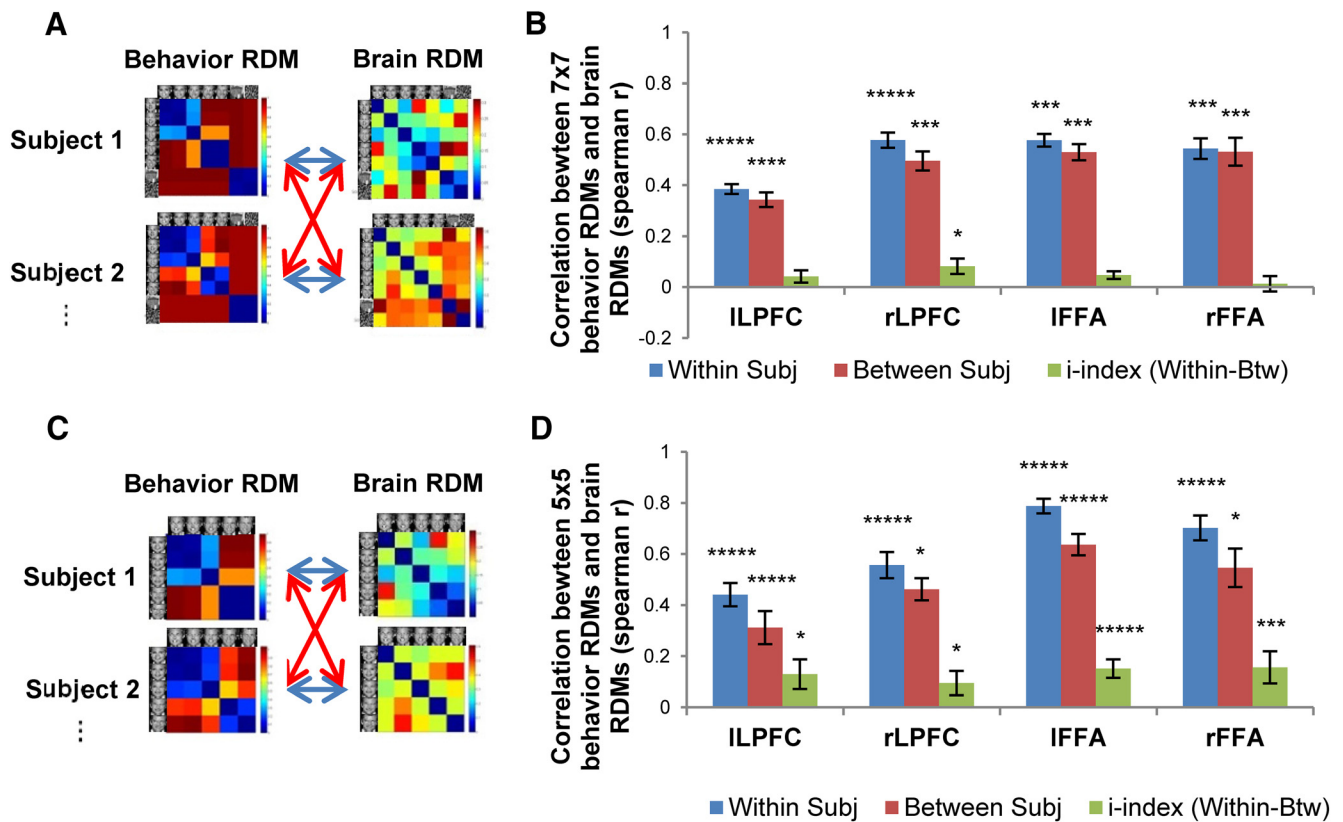 A
Behavior RDM
Brain RDM
Subject 1
Subject 2
⋮
B
Correlation bewteen 7x7
behavior RDMs and brain
RDMs (spearman r)
1
0.8
0.6
0.4
0.2
0
-0.2
*****
****
*****
***
*
***
***
***
***
lLPFC
rLPFC
lFFA
rFFA
Within Subj
Between Subj
i-index (Within-Btw)
C
Behavior RDM
Brain RDM
Subject 1
Subject 2
⋮
D
Correlation bewteen 5x5
behavior RDMs and brain
RDMs (spearman r)
1
0.8
0.6
0.4
0.2
0
*****
*****
*
*****
*
*
*****
*****
*****
*****
*
***
lLPFC
rLPFC
lFFA
rFFA
Within Subj
Between Subj
i-index (Within-Btw)